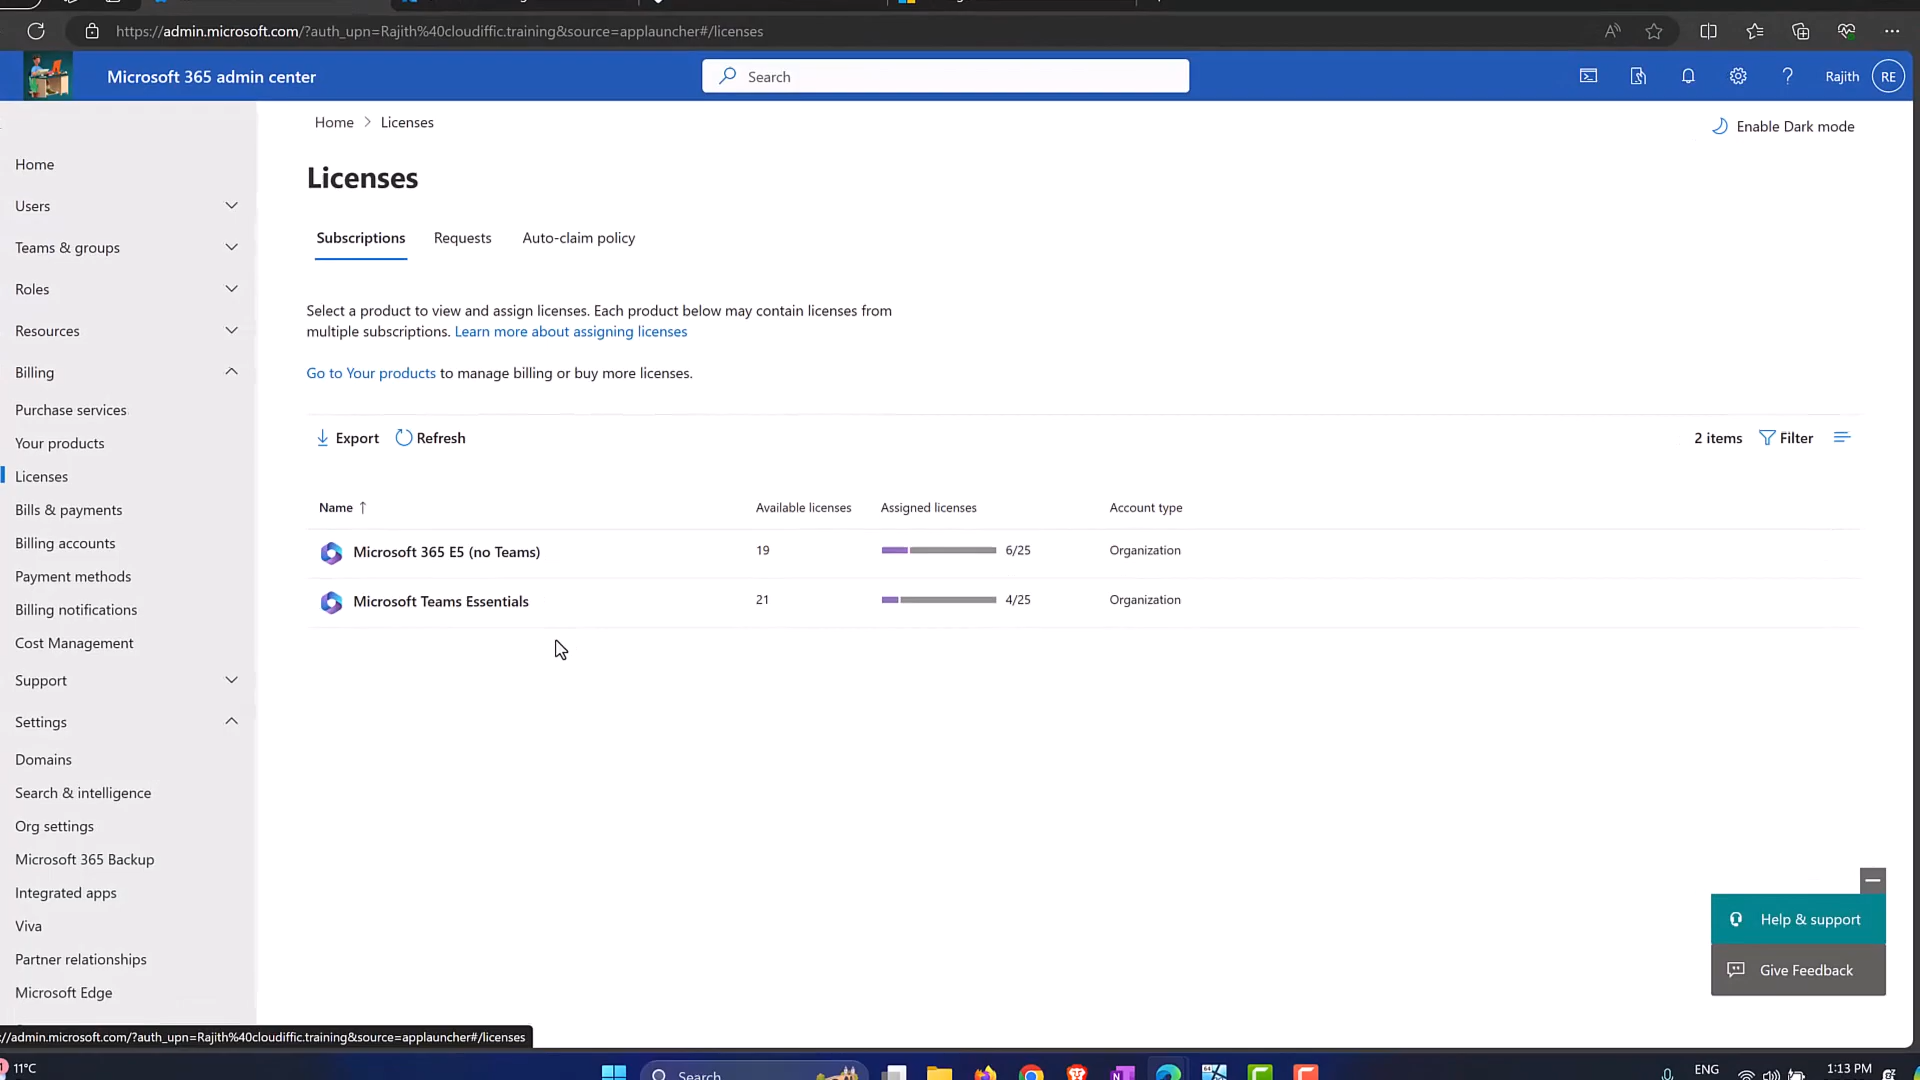 https://admin.microsoft.com/?auth_upn=Rajith%40cloudiffic.training&source=applauncher#/licenses
Microsoft 365 admin center
Search
Rajith
RE
Home > Licenses
Enable Dark mode
Home
Users
Teams & groups
Roles
Resources
Billing
Purchase services
Your products
Licenses
Bills & payments
Billing accounts
Payment methods
Billing notifications
Cost Management
Support
Settings
Domains
Search & intelligence
Org settings
Microsoft 365 Backup
Integrated apps
Viva
Partner relationships
Microsoft Edge
Licenses
Subscriptions Requests Auto-claim policy
Select a product to view and assign licenses. Each product below may contain licenses from
multiple subscriptions. Learn more about assigning licenses
Go to Your products to manage billing or buy more licenses.
Export Refresh
2 items Filter
Name ↑ Available licenses Assigned licenses Account type
Microsoft 365 E5 (no Teams) 19 6/25 Organization
Microsoft Teams Essentials 21 4/25 Organization
Help & support
Give Feedback
://admin.microsoft.com/?auth_upn=Rajith%40cloudiffic.training&source=applauncher#/licenses
11°C
Search
ENG
1:13 PM